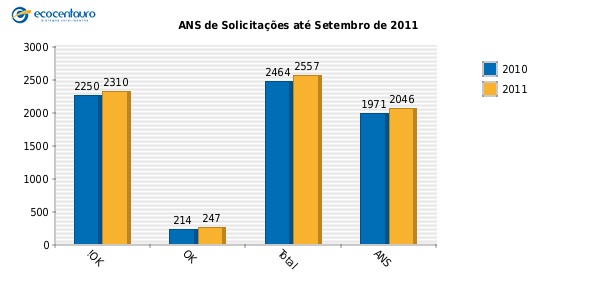 ecocentauro
ANS de Solicitações até Setembro de 2011
3000
2500
2000
1500
1000
500
0
2250 2310
214 247
2464 2557
1971 2046
!OK
OK
Total
ANS
2010
2011